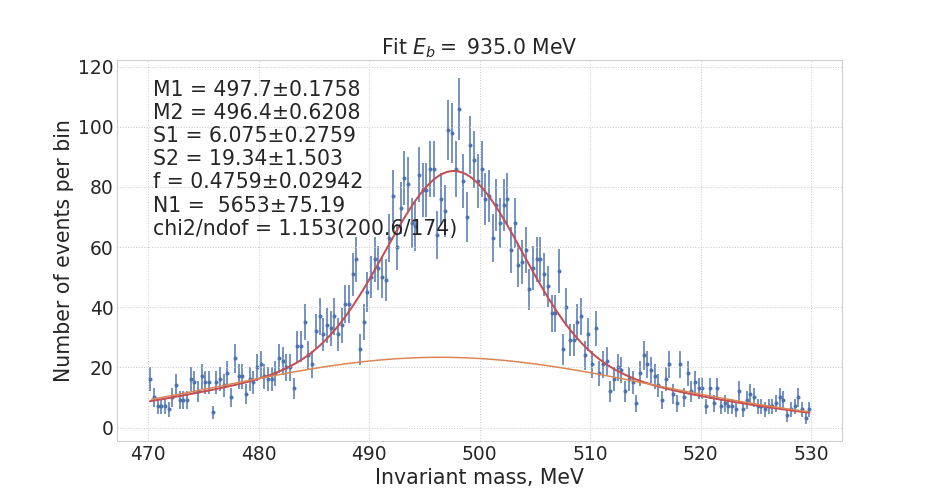 Fit E_b = 935.0 MeV
M1 = 497.7±0.1758
M2 = 496.4±0.6208
S1 = 6.075±0.2759
S2 = 19.34±1.503
f = 0.4759±0.02942
N1 =  5653±75.19
chi2/ndof = 1.153(200.6/174)
Number of events per bin
120
100
80
60
40
20
0
470 480 490 500 510 520 530
Invariant mass, MeV